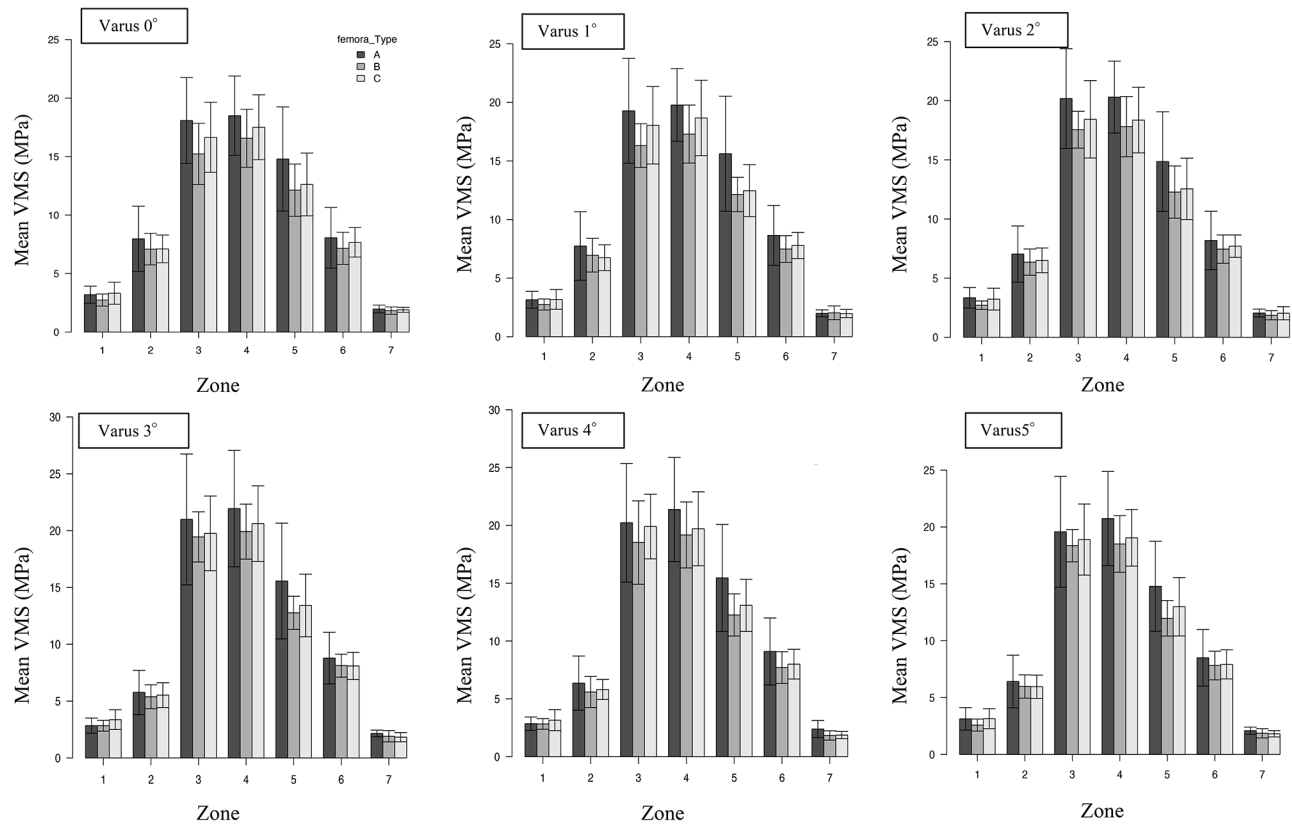 Varus 0°
femora_Type
A
B
C
Mean VMS (MPa)
25
20
15
10
5
0
1 2 3 4 5 6 7
Zone
Varus 1°
Mean VMS (MPa)
25
20
15
10
5
0
1 2 3 4 5 6 7
Zone
Varus 2°
Mean VMS (MPa)
25
20
15
10
5
0
1 2 3 4 5 6 7
Zone
Varus 3°
Mean VMS (MPa)
30
25
20
15
10
5
0
1 2 3 4 5 6 7
Zone
Varus 4°
Mean VMS (MPa)
30
25
20
15
10
5
0
1 2 3 4 5 6 7
Zone
Varus5°
Mean VMS (MPa)
25
20
15
10
5
0
1 2 3 4 5 6 7
Zone